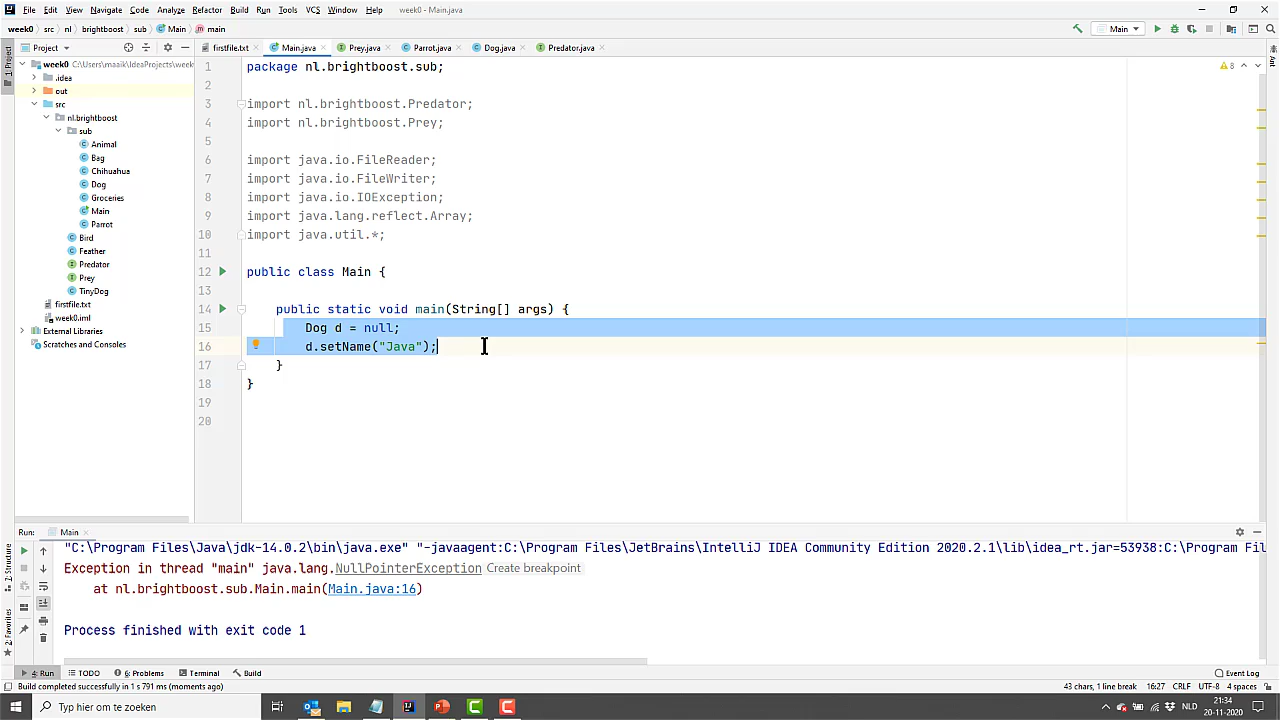 File Edit View Navigate Code Analyze Refactor Build Run Tools VCS Window Help week0 - Main.java
week0 src nl brightboost sub Main main Main
Project firstfile.txt Main.java Prey.java Parrot.java Dog.java Predator.java
1: Project
Ant
8
week0 C:\Users\maaik\IdeaProjects\week
.idea
out
src
nl.brightboost
sub
Animal
Bag
Chihuahua
Dog
Groceries
Main
Parrot
Bird
Feather
Predator
Prey
TinyDog
firstfile.txt
week0.iml
External Libraries
Scratches and Consoles
1 package nl.brightboost.sub;
2
3 import nl.brightboost.Predator;
4 import nl.brightboost.Prey;
5
6 import java.io.FileReader;
7 import java.io.FileWriter;
8 import java.io.IOException;
9 import java.lang.reflect.Array;
10 import java.util.*;
11
12 public class Main {
13
14 public static void main(String[] args) {
15 Dog d = null;
16 d.setName("Java");
17 }
18 }
19
20
Run: Main
"C:\Program Files\Java\jdk-14.0.2\bin\java.exe" "-javaagent:C:\Program Files\JetBrains\IntelliJ IDEA Community Edition 2020.2.1\lib\idea_rt.jar=53938:C:\Program Fil
Exception in thread "main" java.lang.NullPointerException Create breakpoint
at nl.brightboost.sub.Main.main(Main.java:16)
Process finished with exit code 1
7: Structure
2: Favorites
4: Run TODO 6: Problems Terminal Build Event Log
Build completed successfully in 1 s 791 ms (moments ago) 43 chars, 1 line break 16:27 CRLF UTF-8 4 spaces
Typ hier om te zoeken NLD 21:34
20-11-2020